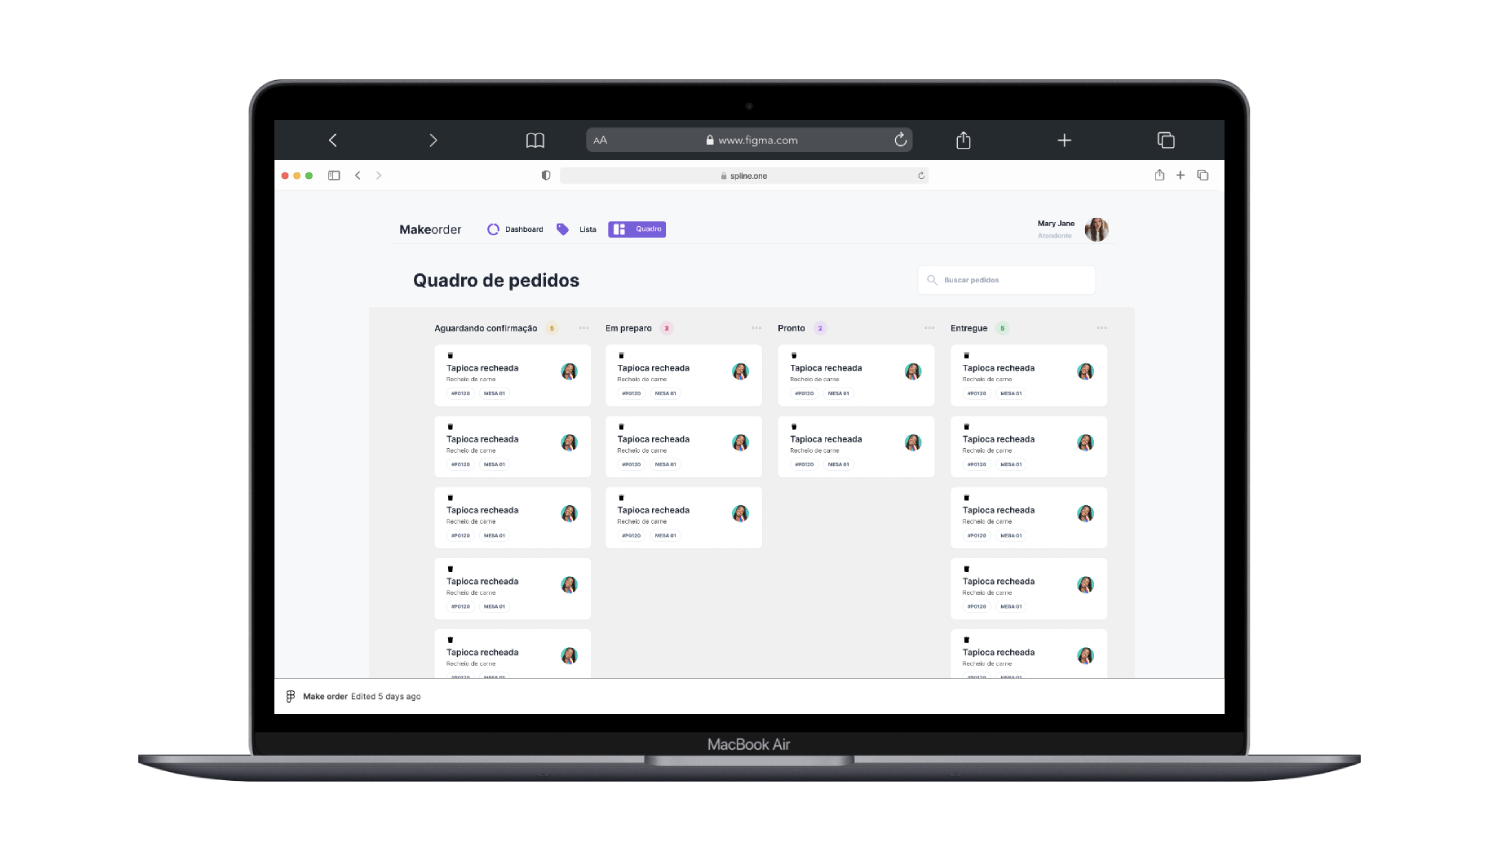 AA www.figma.com
spline.one
Makeorder Dashboard Lista Quadro Mary Jane
Atendente
Quadro de pedidos Buscar pedidos
Aguardando confirmação 5 Em preparo 3 Pronto 2 Entregue 5
Tapioca recheada Tapioca recheada Tapioca recheada Tapioca recheada
Recheio de carne Recheio de carne Recheio de carne Recheio de carne
#P0120 MESA 01 #P0120 MESA 01 #P0120 MESA 01 #P0120 MESA 01
Tapioca recheada Tapioca recheada Tapioca recheada Tapioca recheada
Recheio de carne Recheio de carne Recheio de carne Recheio de carne
#P0120 MESA 01 #P0120 MESA 01 #P0120 MESA 01 #P0120 MESA 01
Tapioca recheada Tapioca recheada Tapioca recheada
Recheio de carne Recheio de carne Recheio de carne
#P0120 MESA 01 #P0120 MESA 01 #P0120 MESA 01
Tapioca recheada Tapioca recheada
Recheio de carne Recheio de carne
#P0120 MESA 01 #P0120 MESA 01
Tapioca recheada Tapioca recheada
Recheio de carne Recheio de carne
Make order Edited 5 days ago
MacBook Air